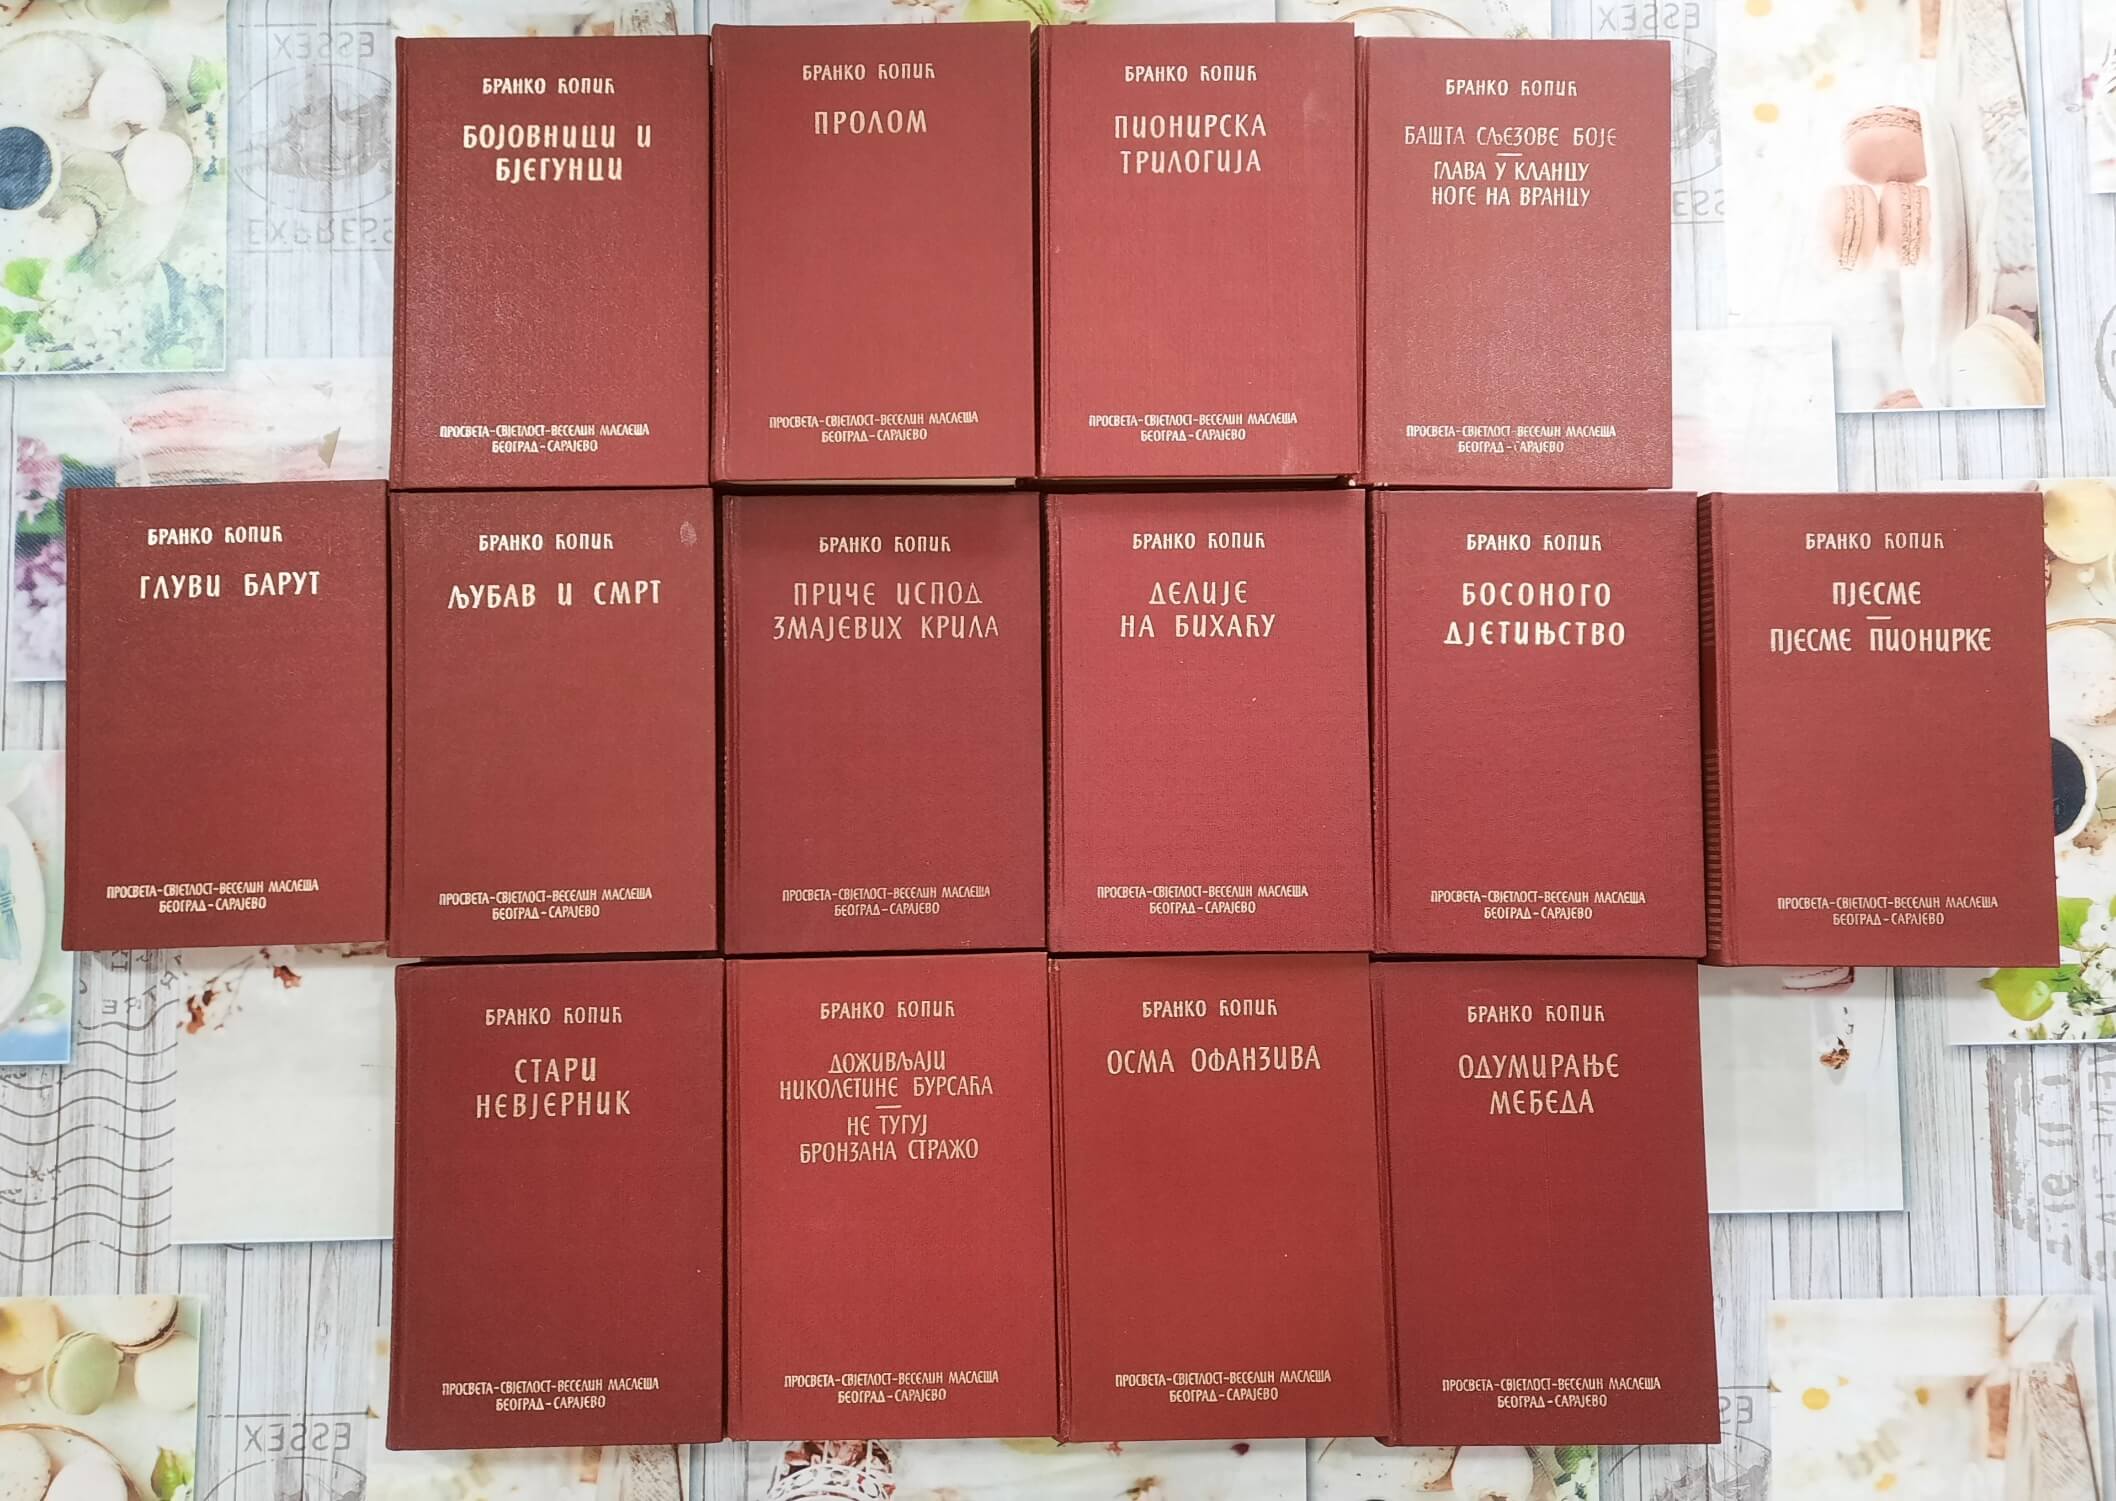 БРАНКО ЋОПИЋ
БОЈОВНИЦИ И
БЈЕГУНЦИ
ПРОСВЕТА-СВЈЕТЛОСТ-ВЕСЕЛИН МАСЛЕША
БЕОГРАД-САРАЈЕВО
БРАНКО ЋОПИЋ
ПРОЛОМ
ПРОСВЕТА-СВЈЕТЛОСТ-ВЕСЕЛИН МАСЛЕША
БЕОГРАД-САРАЈЕВО
БРАНКО ЋОПИЋ
ПИОНИРСКА
ТРИЛОГИЈА
ПРОСВЕТА-СВЈЕТЛОСТ-ВЕСЕЛИН МАСЛЕША
БЕОГРАД-САРАЈЕВО
БРАНКО ЋОПИЋ
БАШТА СЉЕЗОВЕ БОЈЕ
ГЛАВА У КЛАНЦУ
НОГЕ НА ВРАНЦУ
ПРОСВЕТА-СВЈЕТЛОСТ-ВЕСЕЛИН МАСЛЕША
БЕОГРАД-САРАЈЕВО
БРАНКО ЋОПИЋ
ГЛУВИ БАРУТ
ПРОСВЕТА-СВЈЕТЛОСТ-ВЕСЕЛИН МАСЛЕША
БЕОГРАД-САРАЈЕВО
БРАНКО ЋОПИЋ
ЉУБАВ И СМРТ
ПРОСВЕТА-СВЈЕТЛОСТ-ВЕСЕЛИН МАСЛЕША
БЕОГРАД-САРАЈЕВО
БРАНКО ЋОПИЋ
ПРИЧЕ ИСПОД
ЗМАЈЕВИХ КРИЛА
ПРОСВЕТА-СВЈЕТЛОСТ-ВЕСЕЛИН МАСЛЕША
БЕОГРАД-САРАЈЕВО
БРАНКО ЋОПИЋ
ДЕЛИЈЕ
НА БИХАЋУ
ПРОСВЕТА-СВЈЕТЛОСТ-ВЕСЕЛИН МАСЛЕША
БЕОГРАД-САРАЈЕВО
БРАНКО ЋОПИЋ
БОСОНОГО
ДЈЕТИЊСТВО
ПРОСВЕТА-СВЈЕТЛОСТ-ВЕСЕЛИН МАСЛЕША
БЕОГРАД-САРАЈЕВО
БРАНКО ЋОПИЋ
ПЈЕСМЕ
ПЈЕСМЕ ПИОНИРКЕ
ПРОСВЕТА-СВЈЕТЛОСТ-ВЕСЕЛИН МАСЛЕША
БЕОГРАД-САРАЈЕВО
БРАНКО ЋОПИЋ
СТАРИ
НЕВЈЕРНИК
ПРОСВЕТА-СВЈЕТЛОСТ-ВЕСЕЛИН МАСЛЕША
БЕОГРАД-САРАЈЕВО
БРАНКО ЋОПИЋ
ДОЖИВЉАЈИ
НИКОЛЕТИНЕ БУРСАЋА
НЕ ТУГУЈ
БРОНЗАНА СТРАЖО
ПРОСВЕТА-СВЈЕТЛОСТ-ВЕСЕЛИН МАСЛЕША
БЕОГРАД-САРАЈЕВО
БРАНКО ЋОПИЋ
ОСМА ОФАНЗИВА
ПРОСВЕТА-СВЈЕТЛОСТ-ВЕСЕЛИН МАСЛЕША
БЕОГРАД-САРАЈЕВО
БРАНКО ЋОПИЋ
ОДУМИРАЊЕ
МЕЂЕДА
ПРОСВЕТА-СВЈЕТЛОСТ-ВЕСЕЛИН МАСЛЕША
БЕОГРАД-САРАЈЕВО
ESSEX
ESSEX
ESSEX